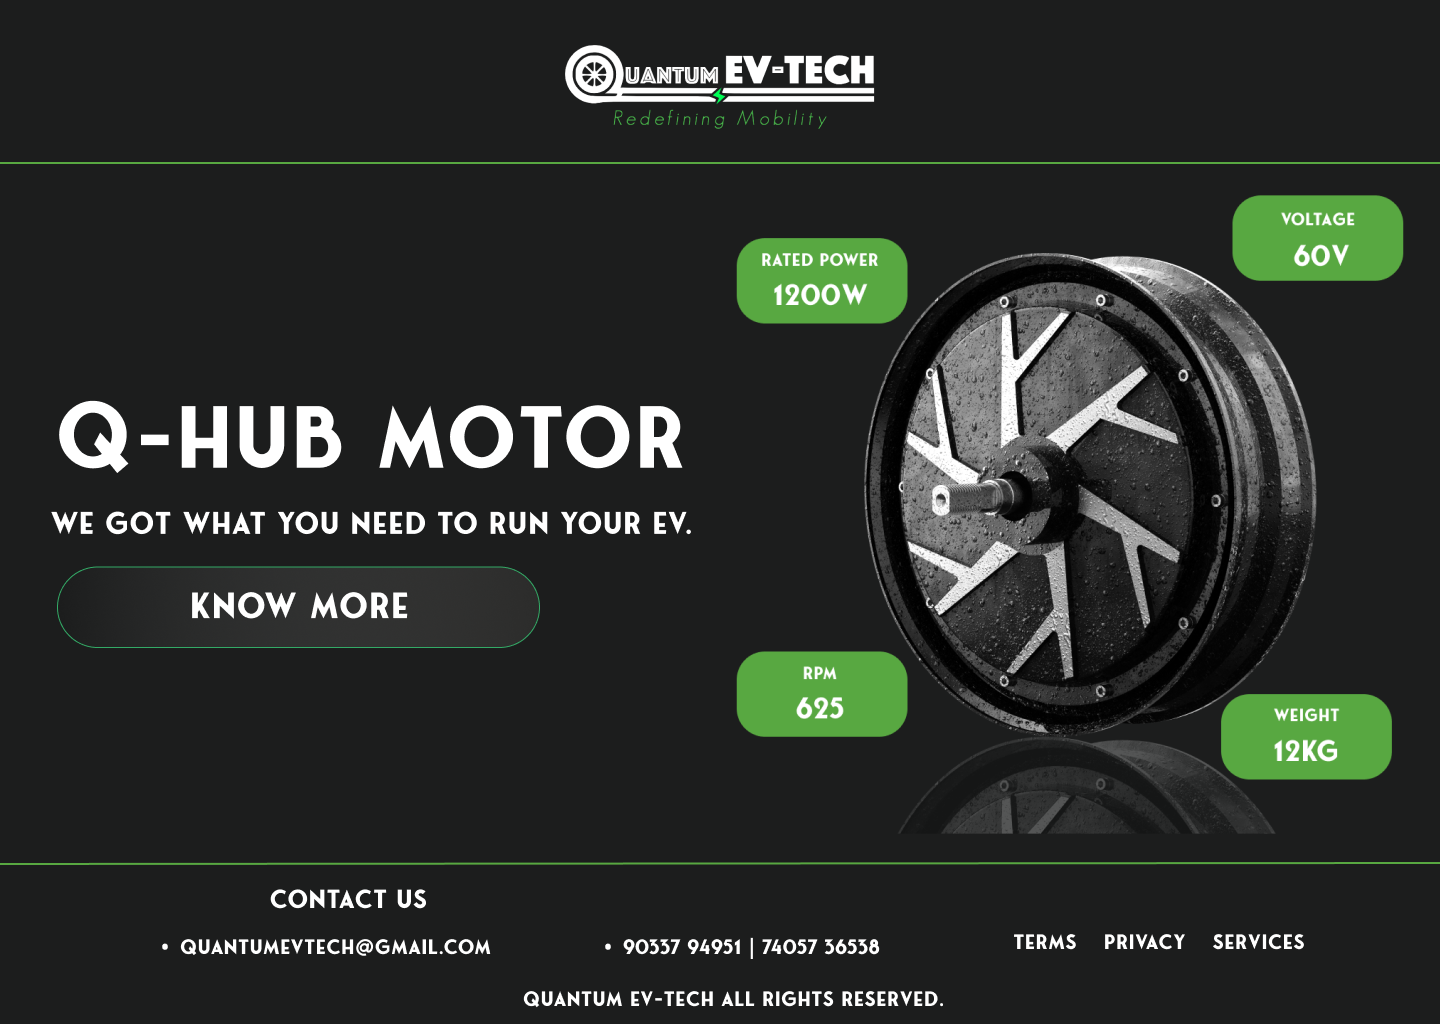 QUANTUM EV-TECH
Redefining Mobility
VOLTAGE
60V
RATED POWER
1200W
Q-HUB MOTOR
WE GOT WHAT YOU NEED TO RUN YOUR EV.
KNOW MORE
RPM
625
WEIGHT
12KG
CONTACT US
• QUANTUMEVTECH@GMAIL.COM
• 90337 94951 | 74057 36538
TERMS PRIVACY SERVICES
QUANTUM EV-TECH ALL RIGHTS RESERVED.